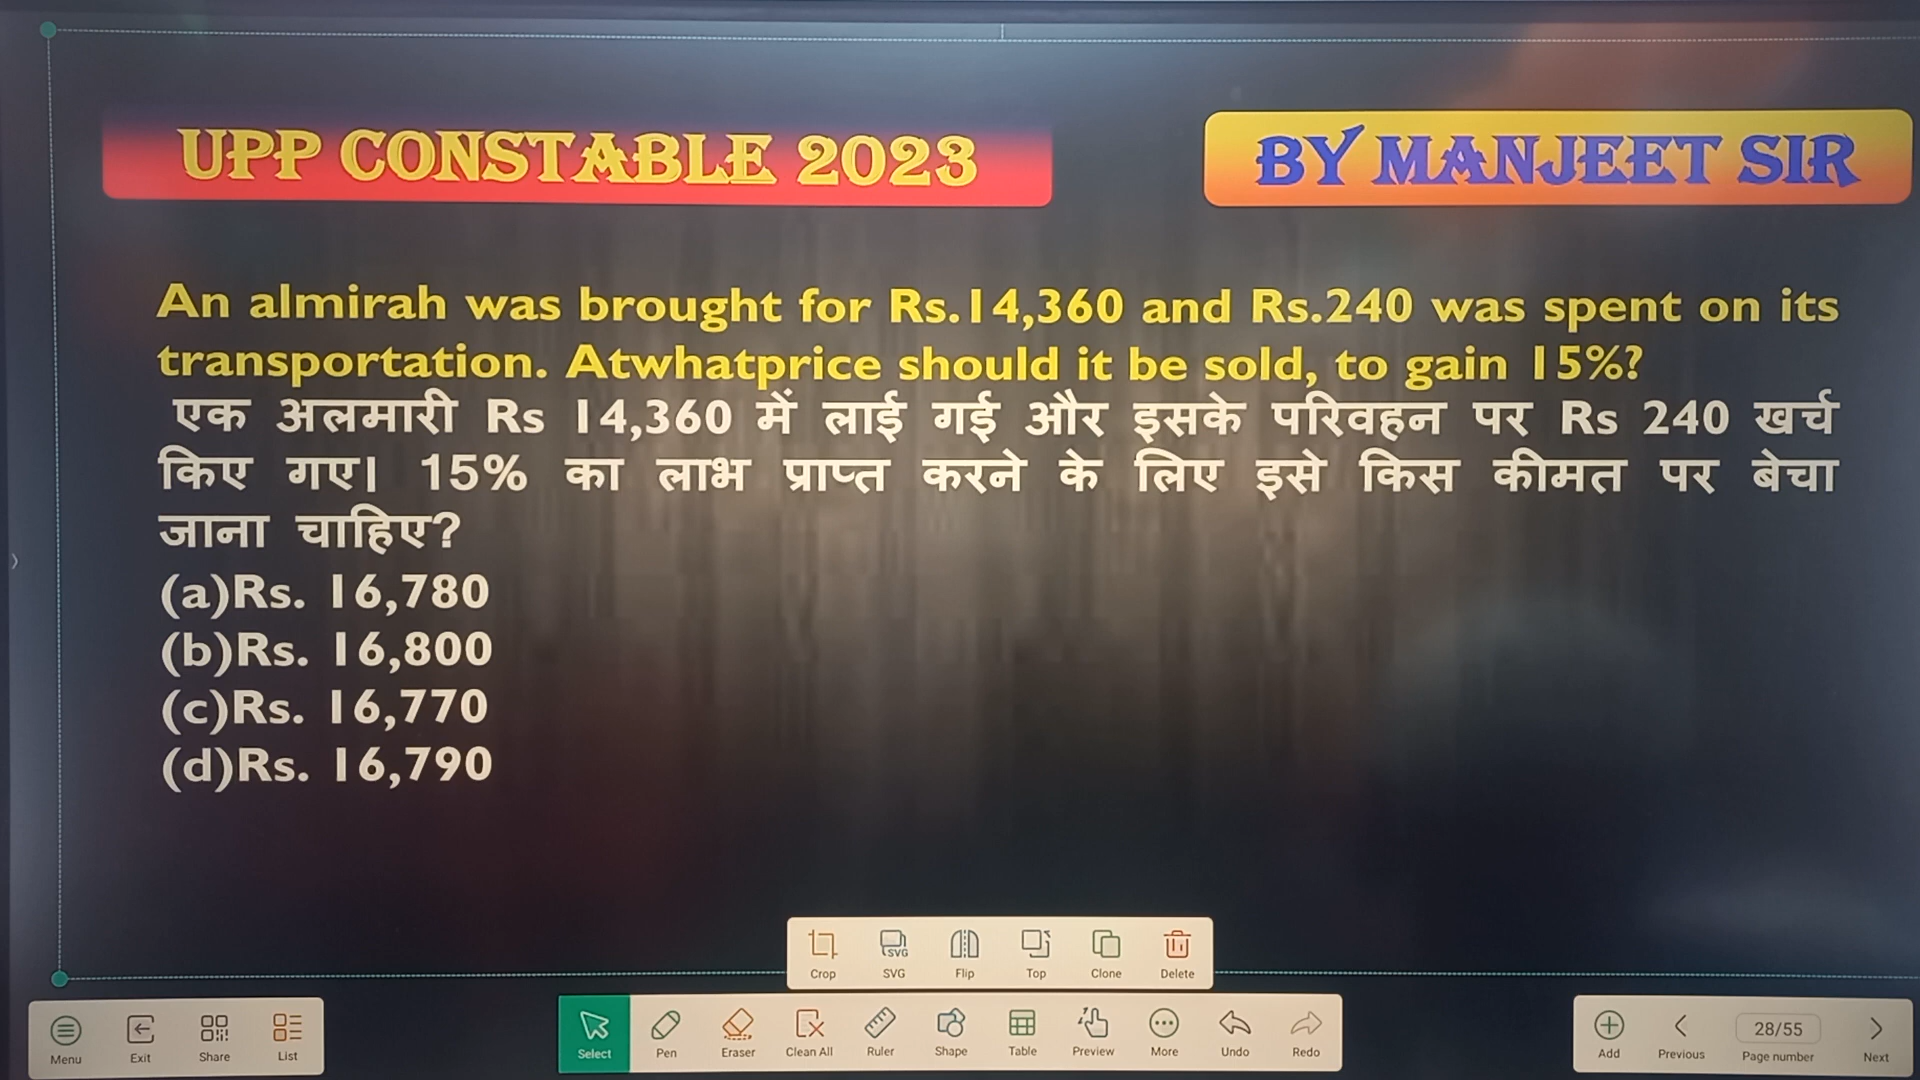 UPP CONSTABLE 2023
BY MANJEET SIR
An almirah was brought for Rs.14,360 and Rs.240 was spent on its
transportation. Atwhatprice should it be sold, to gain 15%?
एक अलमारी Rs 14,360 में लाई गई और इसके परिवहन पर Rs 240 खर्च
किए गए। 15% का लाभ प्राप्त करने के लिए इसे किस कीमत पर बेचा
जाना चाहिए?
(a)Rs. 16,780
(b)Rs. 16,800
(c)Rs. 16,770
(d)Rs. 16,790
Crop SVG Flip Top Clone Delete
Menu Exit Share List
Select Pen Eraser Clean All Ruler Shape Table Preview More Undo Redo
Add Previous 28/55 Page number Next